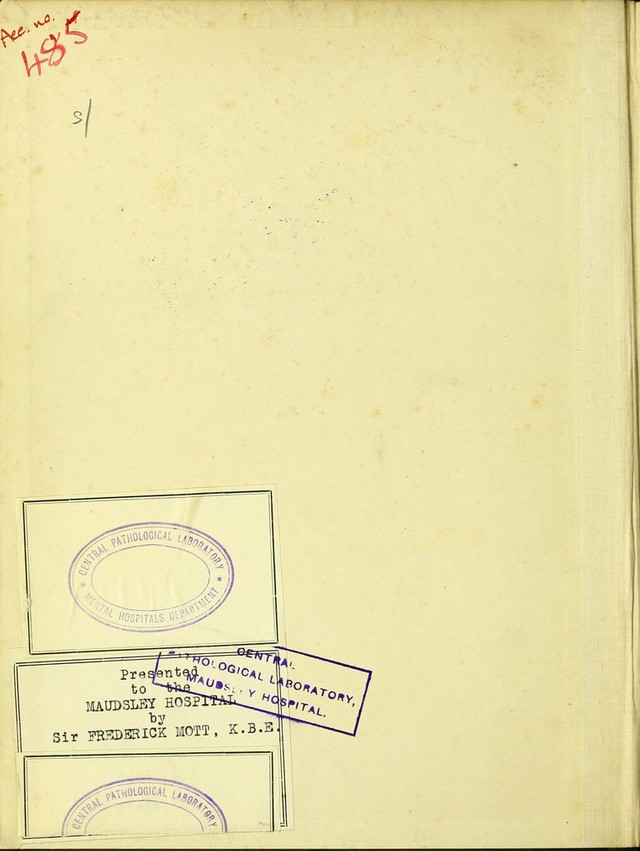 Acc. no.
485
s/
CENTRAL PATHOLOGICAL LABORATORY
* MENTAL HOSPITALS DEPARTMENT *
CENTRAL
PATHOLOGICAL LABORATORY,
MAUDSLEY HOSPITAL.
Presented
to the
MAUDSLEY HOSPITAL
by
Sir FREDERICK MOTT, K.B.E.
CENTRAL PATHOLOGICAL LABORATORY